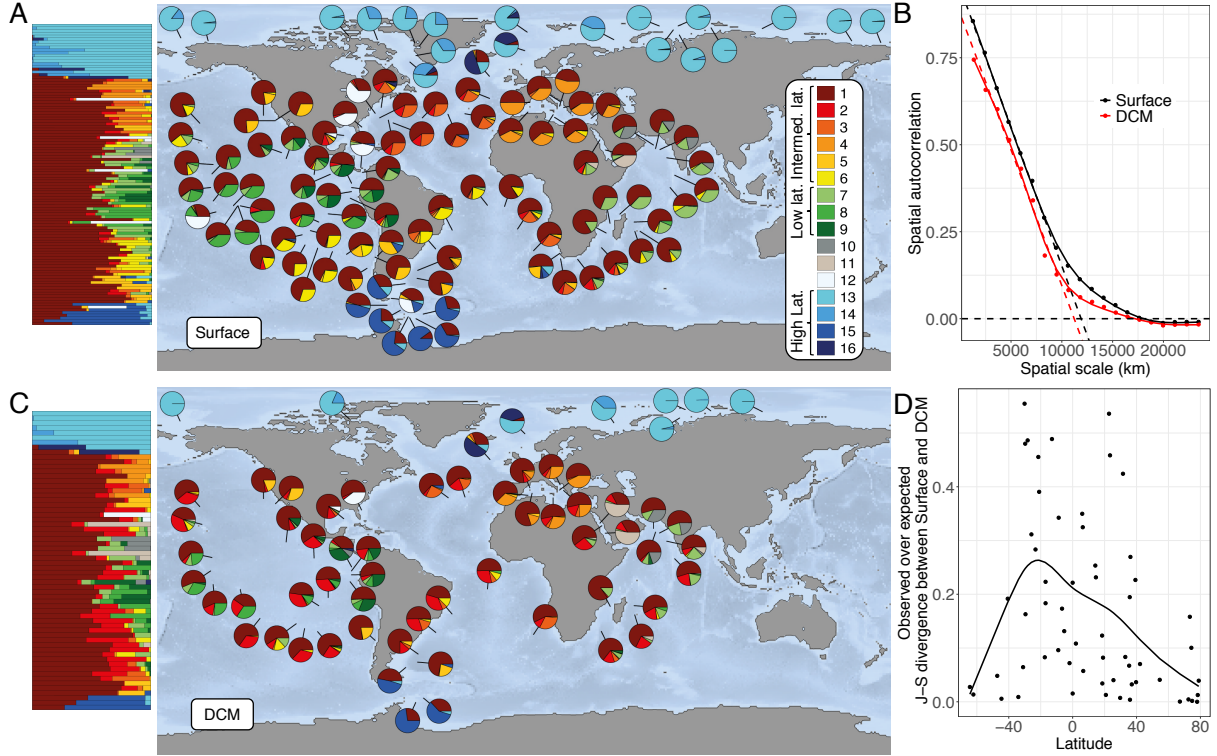 A
Surface
Intermed. lat.
Low lat.
High Lat.
1
2
3
4
5
6
7
8
9
10
11
12
13
14
15
16
B
Spatial autocorrelation
0.75
0.50
0.25
0.00
Surface
DCM
5000 10000 15000 20000
Spatial scale (km)
C
DCM
D
Observed over expected
J−S divergence between Surface and DCM
0.4
0.2
0.0
−40 0 40 80
Latitude